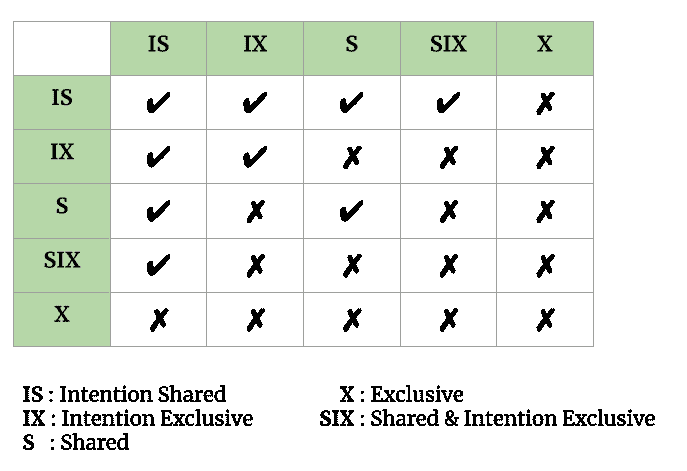 IS IX S SIX X
IS ✔ ✔ ✔ ✔ ✘
IX ✔ ✔ ✘ ✘ ✘
S ✔ ✘ ✔ ✘ ✘
SIX ✔ ✘ ✘ ✘ ✘
X ✘ ✘ ✘ ✘ ✘
IS : Intention Shared X : Exclusive
IX : Intention Exclusive SIX : Shared & Intention Exclusive
S : Shared